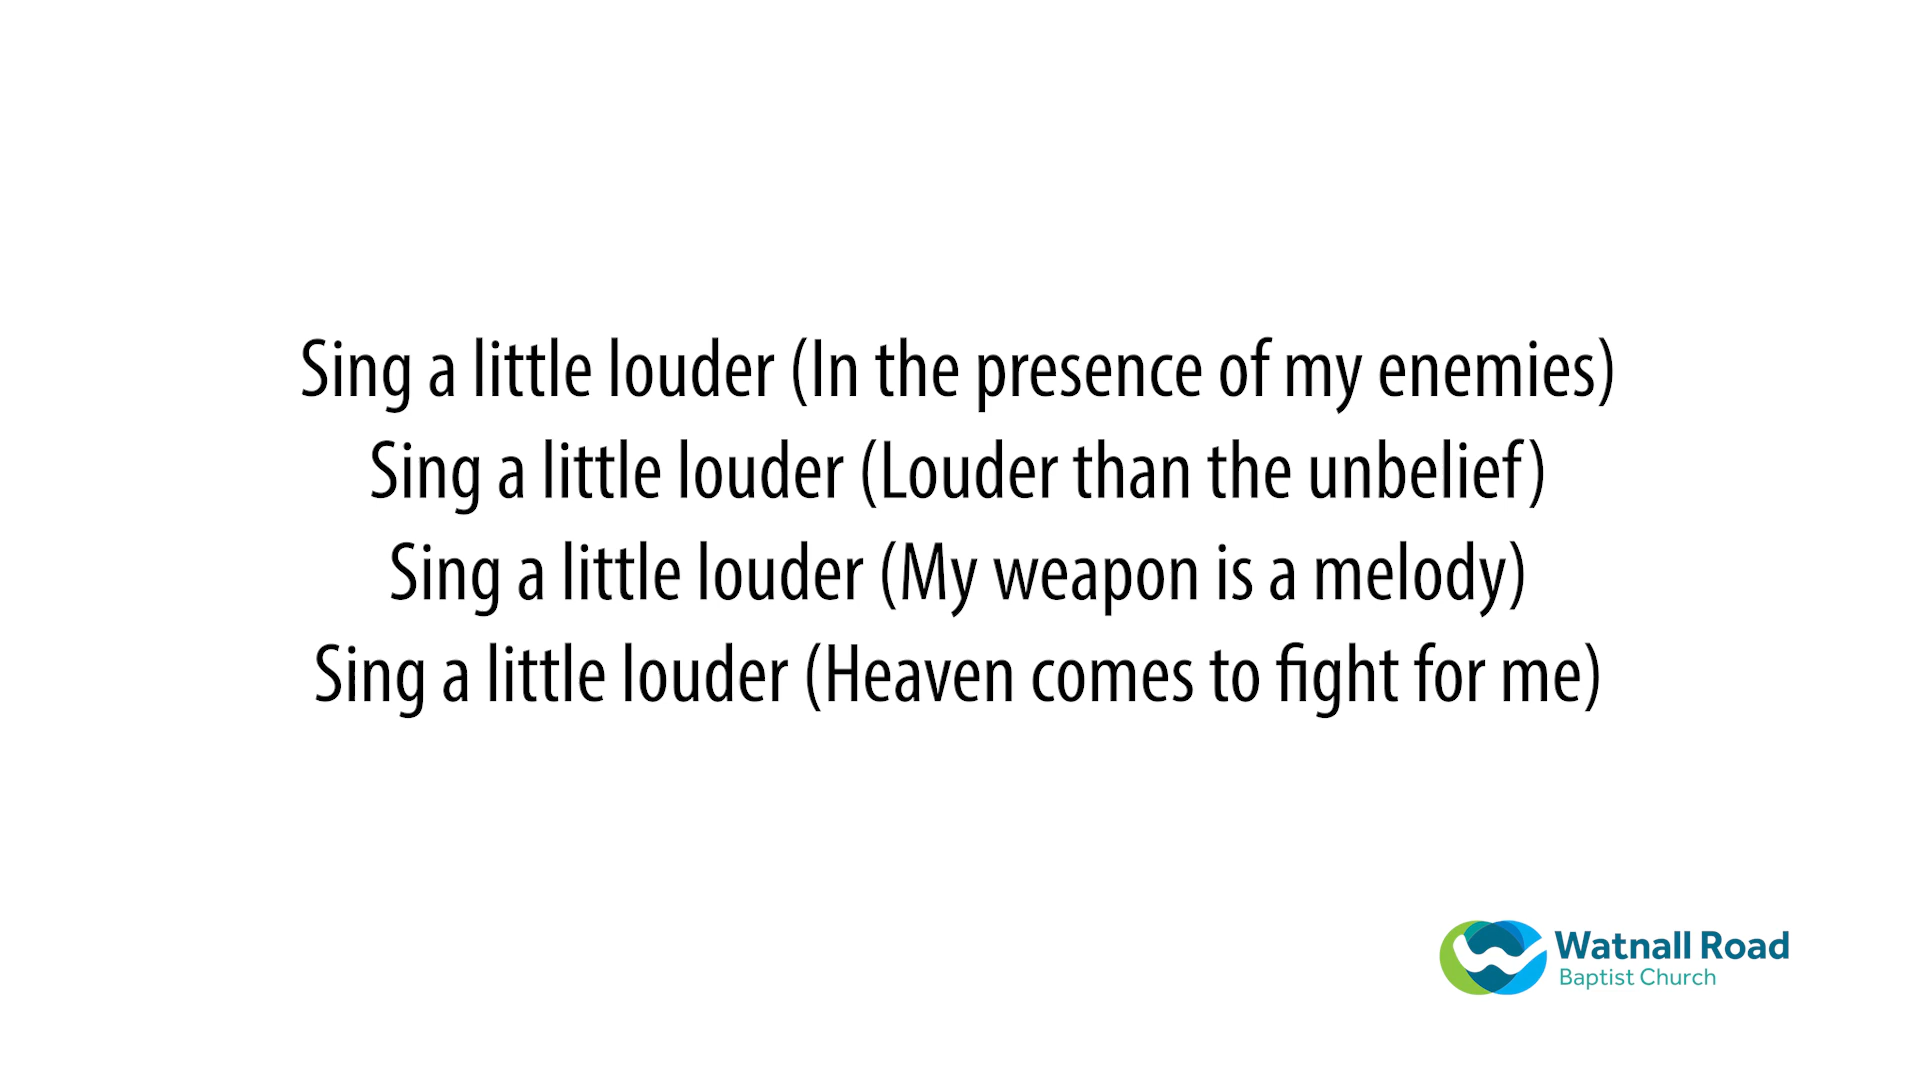 Sing a little louder (In the presence of my enemies)
Sing a little louder (Louder than the unbelief)
Sing a little louder (My weapon is a melody)
Sing a little louder (Heaven comes to fight for me)
Watnall Road
Baptist Church